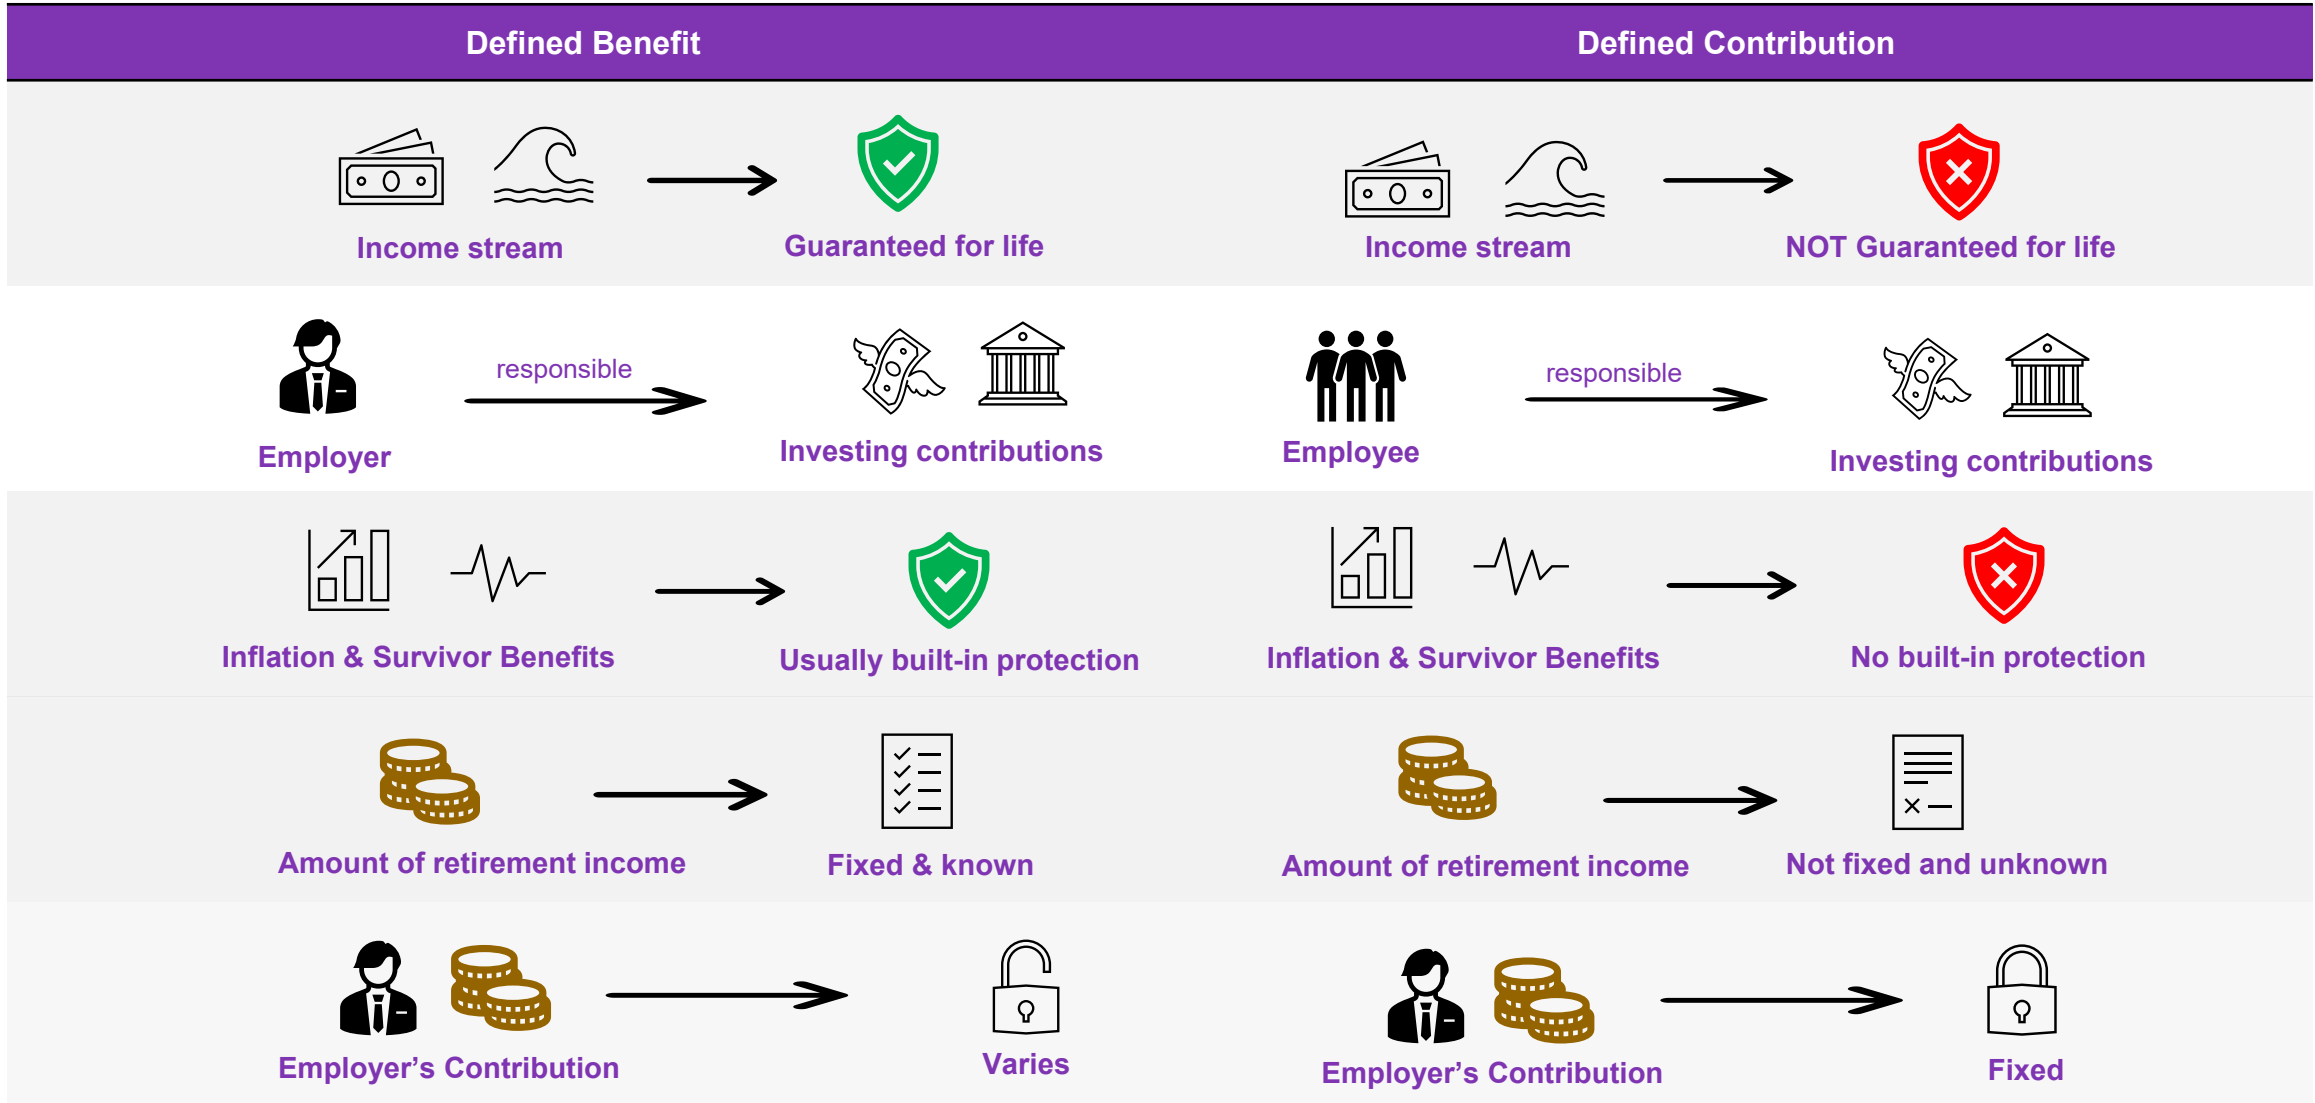 Defined Benefit
Defined Contribution
Income stream
Guaranteed for life
Income stream
NOT Guaranteed for life
Employer
responsible
Investing contributions
Employee
responsible
Investing contributions
Inflation & Survivor Benefits
Usually built-in protection
Inflation & Survivor Benefits
No built-in protection
Amount of retirement income
Fixed & known
Amount of retirement income
Not fixed and unknown
Employer’s Contribution
Varies
Employer’s Contribution
Fixed